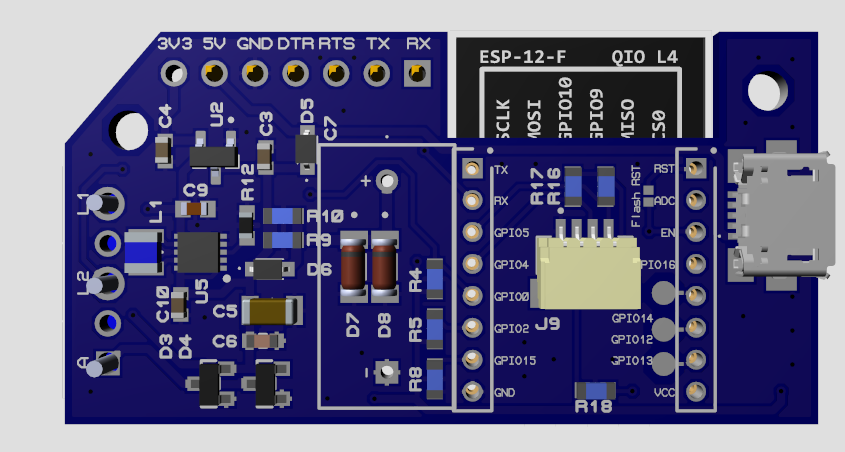 3V3 5V GND DTR RTS TX RX
ESP-12-F QIO L4
SCLK
MOSI
GPIO10
GPIO9
MISO
CS0
C4
U2
C3
D5
C7
R12
C9
L1
L1
L2
A
R10
R9
D6
U5
C10
C5
C6
D3
D4
+
-
D7
D8
R4
R5
R8
TX
RX
GPIO5
GPIO4
GPIO0
GPIO2
GPIO15
GND
R17
R16
Flash RST
J9
R18
RST
ADC
EN
PIO16
GPIO14
GPIO12
GPIO13
VCC